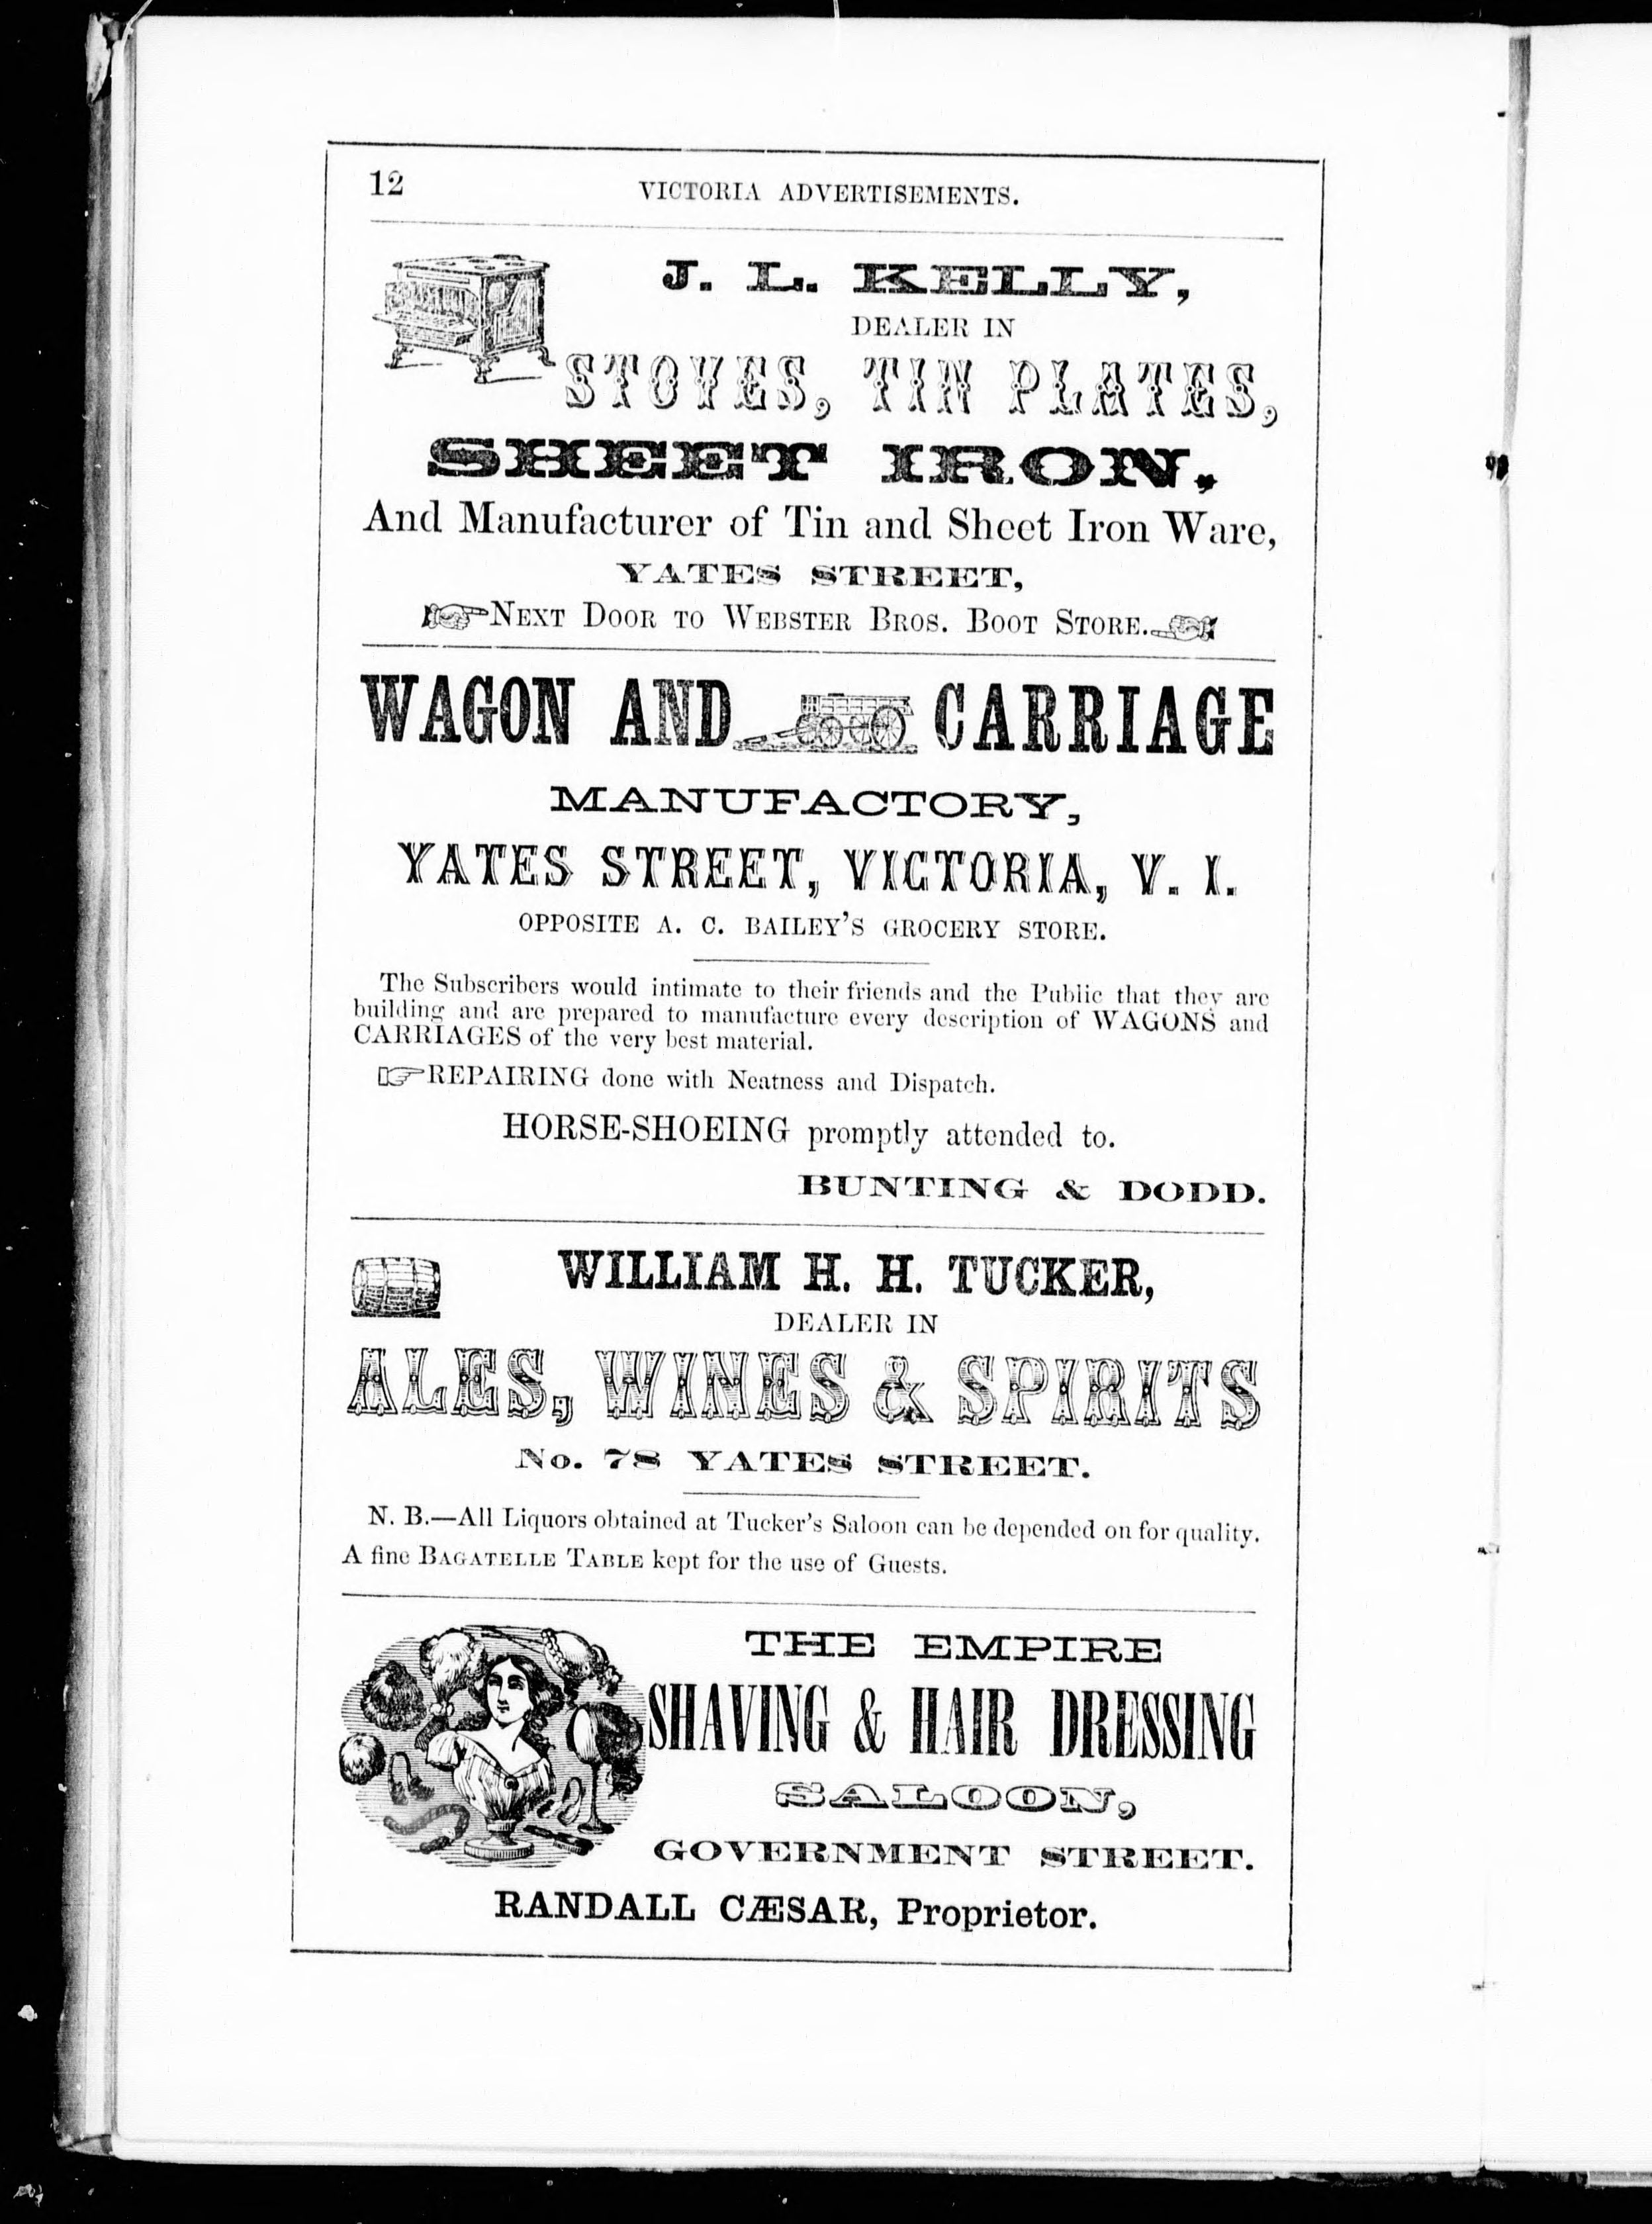 12
VICTORIA ADVERTISEMENTS.
J. L. KELLY,
DEALER IN
STOVES, TIN PLATES,
SHEET IRON,
And Manufacturer of Tin and Sheet Iron Ware,
YATES STREET,
NEXT DOOR TO WEBSTER BROS. BOOT STORE.
WAGON AND CARRIAGE
MANUFACTORY,
YATES STREET, VICTORIA, V. I.
OPPOSITE A. C. BAILEY'S GROCERY STORE.
The Subscribers would intimate to their friends and the Public that they are
building and are prepared to manufacture every description of WAGONS and
CARRIAGES of the very best material.
REPAIRING done with Neatness and Dispatch.
HORSE-SHOEING promptly attended to.
BUNTING & DODD.
WILLIAM H. H. TUCKER,
DEALER IN
ALES, WINES & SPIRITS
No. 78 YATES STREET.
N. B.—All Liquors obtained at Tucker's Saloon can be depended on for quality.
A fine BAGATELLE TABLE kept for the use of Guests.
THE EMPIRE
SHAVING & HAIR DRESSING
SALOON,
GOVERNMENT STREET.
RANDALL CÆSAR, Proprietor.